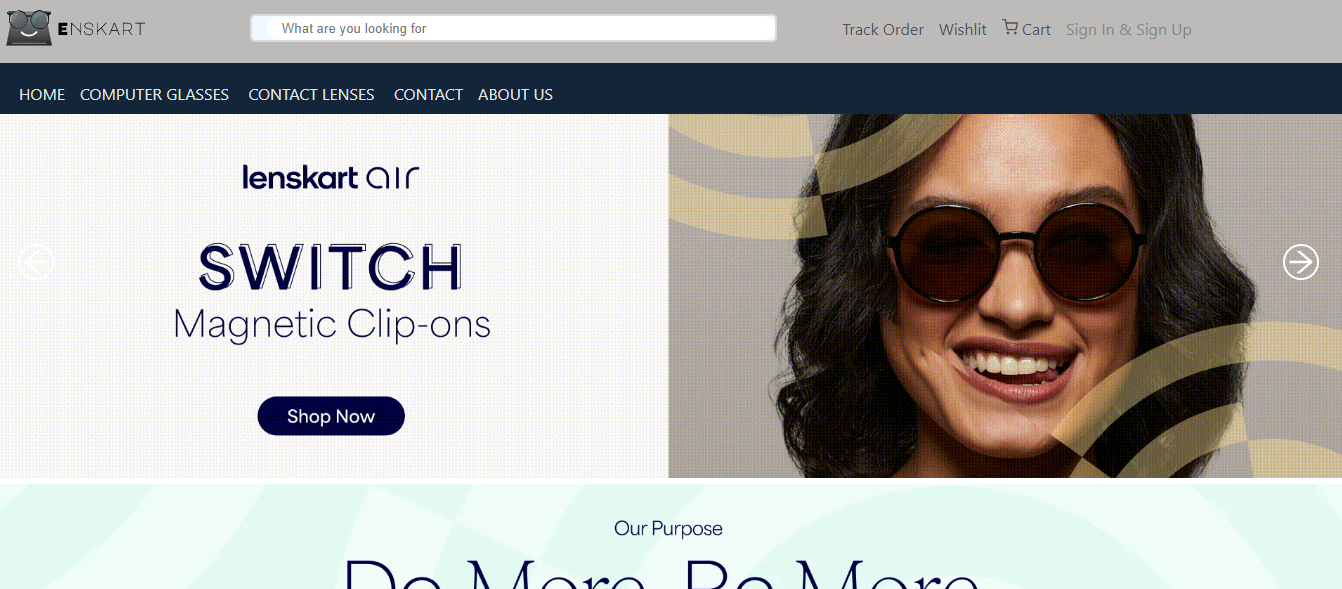 ENSKART
What are you looking for
Track Order Wishlit Cart Sign In & Sign Up
HOME COMPUTER GLASSES CONTACT LENSES CONTACT ABOUT US
lenskart air
SWITCH
Magnetic Clip-ons
Shop Now
Our Purpose
Do More. Be More